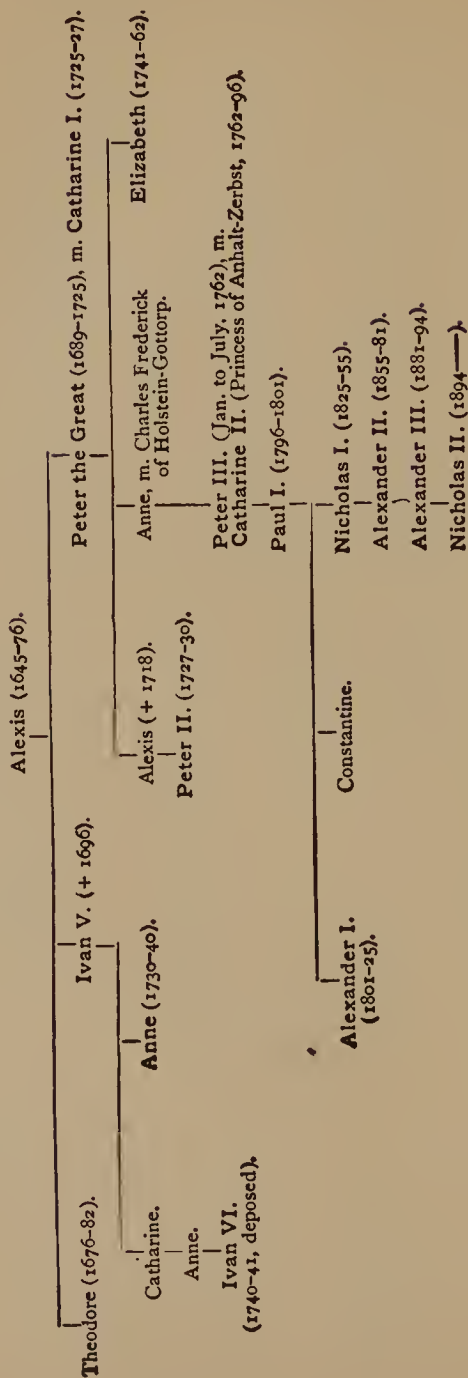 Alexis (1645-76).
Theodore (1676-82).
Ivan V. (+ 1696).
Peter the Great (1689-1725), m. Catharine I. (1725-27).
Catharine.
Anne (1730-40).
Alexis (+ 1718).
Anne, m. Charles Frederick
of Holstein-Gottorp.
Elizabeth (1741-62)
Anne.
Peter II. (1727-30).
Ivan VI.
(1740-41, deposed).
Peter III. (Jan. to July, 1762), m.
Catharine II. (Princess of Anhalt-Zerbst, 1762-96).
Paul I. (1796-1801).
Alexander I.
(1801-25).
Constantine.
Nicholas I. (1825-55).
Alexander II. (1855-81)
Alexander III. (1881-94).
Nicholas II. (1894——).